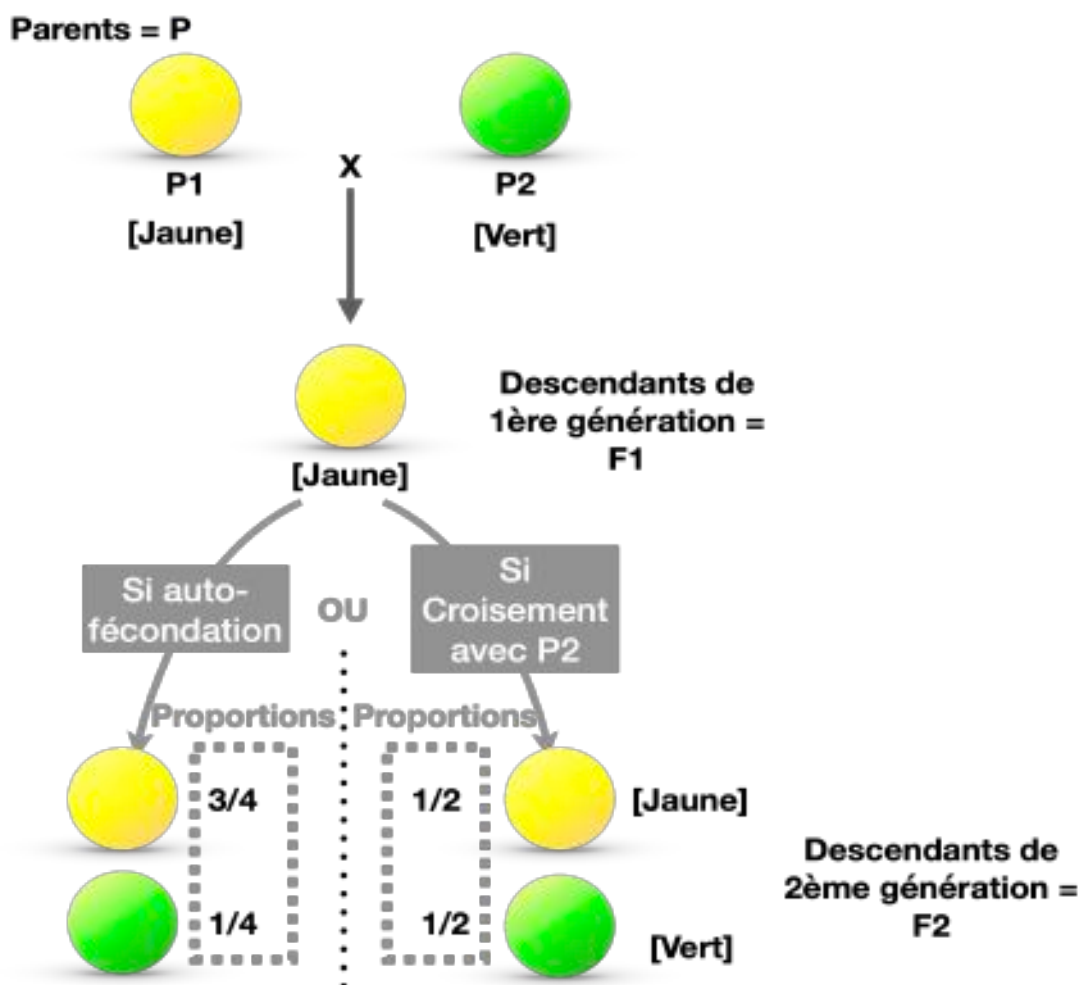 Parents = P
P1
X
P2
[Jaune]
[Vert]
Descendants de
1ère génération =
F1
[Jaune]
Si auto-
fécondation
OU
Si
Croisement
avec P2
Proportions
Proportions
3/4
1/2
[Jaune]
Descendants de
2ème génération =
F2
1/4
1/2
[Vert]